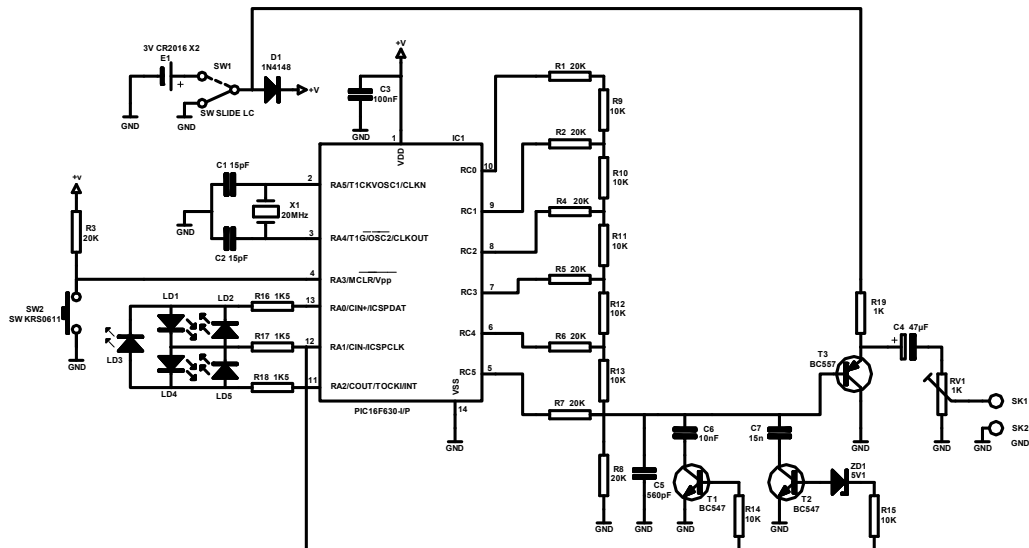 3V CR2016 X2
E1
+
SW1
D1
1N4148
+V
SW SLIDE LC
GND
GND
+V
C3
100nF
GND
R1 20K
R9
10K
R2 20K
R10
10K
R4 20K
R11
10K
R5 20K
R12
10K
R6 20K
R13
10K
R7 20K
R8
20K
GND
IC1
1
VDD
10
RC0
9
RC1
8
RC2
7
RC3
6
RC4
5
RC5
VSS
14
GND
2
RA5/T1CKVOSC1/CLKN
3
RA4/T1G/OSC2/CLKOUT
4
RA3/MCLR/Vpp
13
RA0/CIN+/ICSPDAT
12
RA1/CIN-/ICSPCLK
11
RA2/COUT/TOCKI/INT
PIC16F630-I/P
C1 15pF
X1
20MHz
C2 15pF
GND
+v
R3
20K
SW2
SW KRS0611
GND
LD1
LD2
LD3
LD4
LD5
R16 1K5
R17 1K5
R18 1K5
C5
560pF
GND
C6
10nF
T1
BC547
GND
R14
10K
C7
15n
T2
BC547
GND
ZD1
5V1
R15
10K
R19
1K
T3
BC557
GND
C4 47µF
+
RV1
1K
GND
SK1
SK2
GND
GND